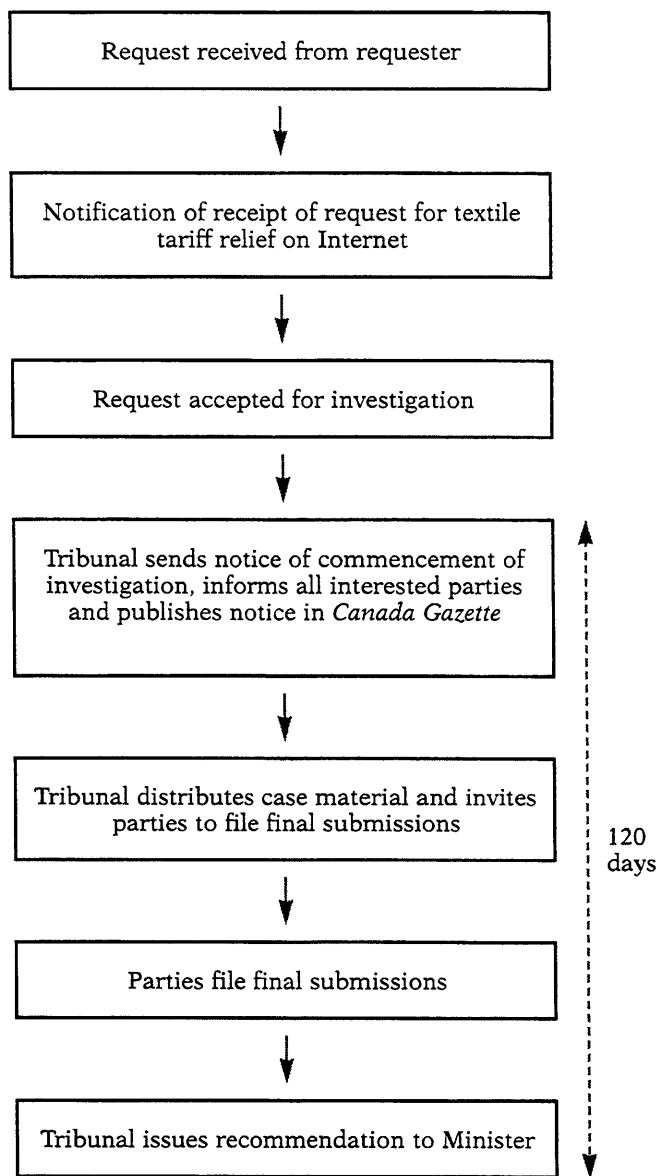 Request received from requester
Notification of receipt of request for textile
tariff relief on Internet
Request accepted for investigation
Tribunal sends notice of commencement of
investigation, informs all interested parties
and publishes notice in Canada Gazette
Tribunal distributes case material and invites
parties to file final submissions
120
days
Parties file final submissions
Tribunal issues recommendation to Minister